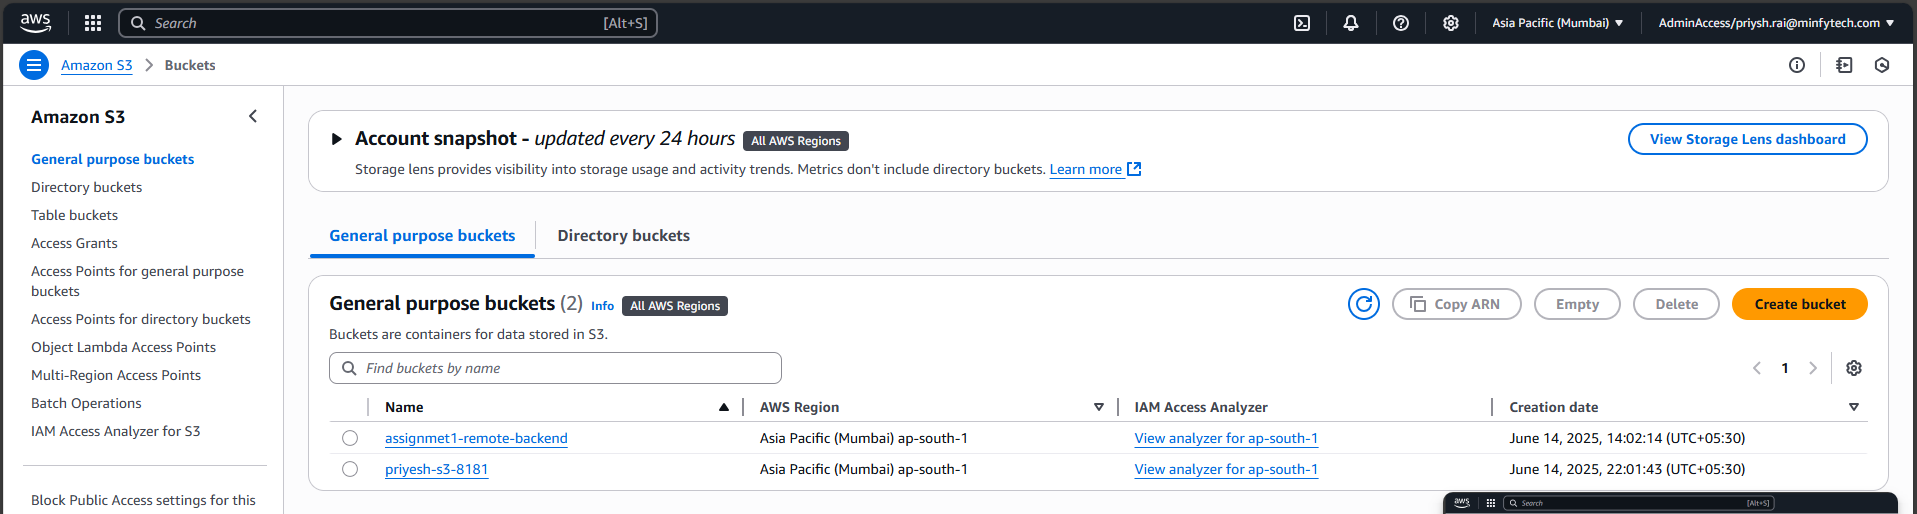 aws Search [Alt+S] Asia Pacific (Mumbai) AdminAccess/priysh.rai@minfytech.com
Amazon S3 Buckets
Amazon S3
General purpose buckets
Directory buckets
Table buckets
Access Grants
Access Points for general purpose
buckets
Access Points for directory buckets
Object Lambda Access Points
Multi-Region Access Points
Batch Operations
IAM Access Analyzer for S3
Block Public Access settings for this
Account snapshot - updated every 24 hours All AWS Regions View Storage Lens dashboard
Storage lens provides visibility into storage usage and activity trends. Metrics don't include directory buckets. Learn more
General purpose buckets Directory buckets
General purpose buckets (2) Info All AWS Regions Copy ARN Empty Delete Create bucket
Buckets are containers for data stored in S3.
Find buckets by name 1
Name AWS Region IAM Access Analyzer Creation date
assignmet1-remote-backend Asia Pacific (Mumbai) ap-south-1 View analyzer for ap-south-1 June 14, 2025, 14:02:14 (UTC+05:30)
priyesh-s3-8181 Asia Pacific (Mumbai) ap-south-1 View analyzer for ap-south-1 June 14, 2025, 22:01:43 (UTC+05:30)
aws Search [Alt+S]